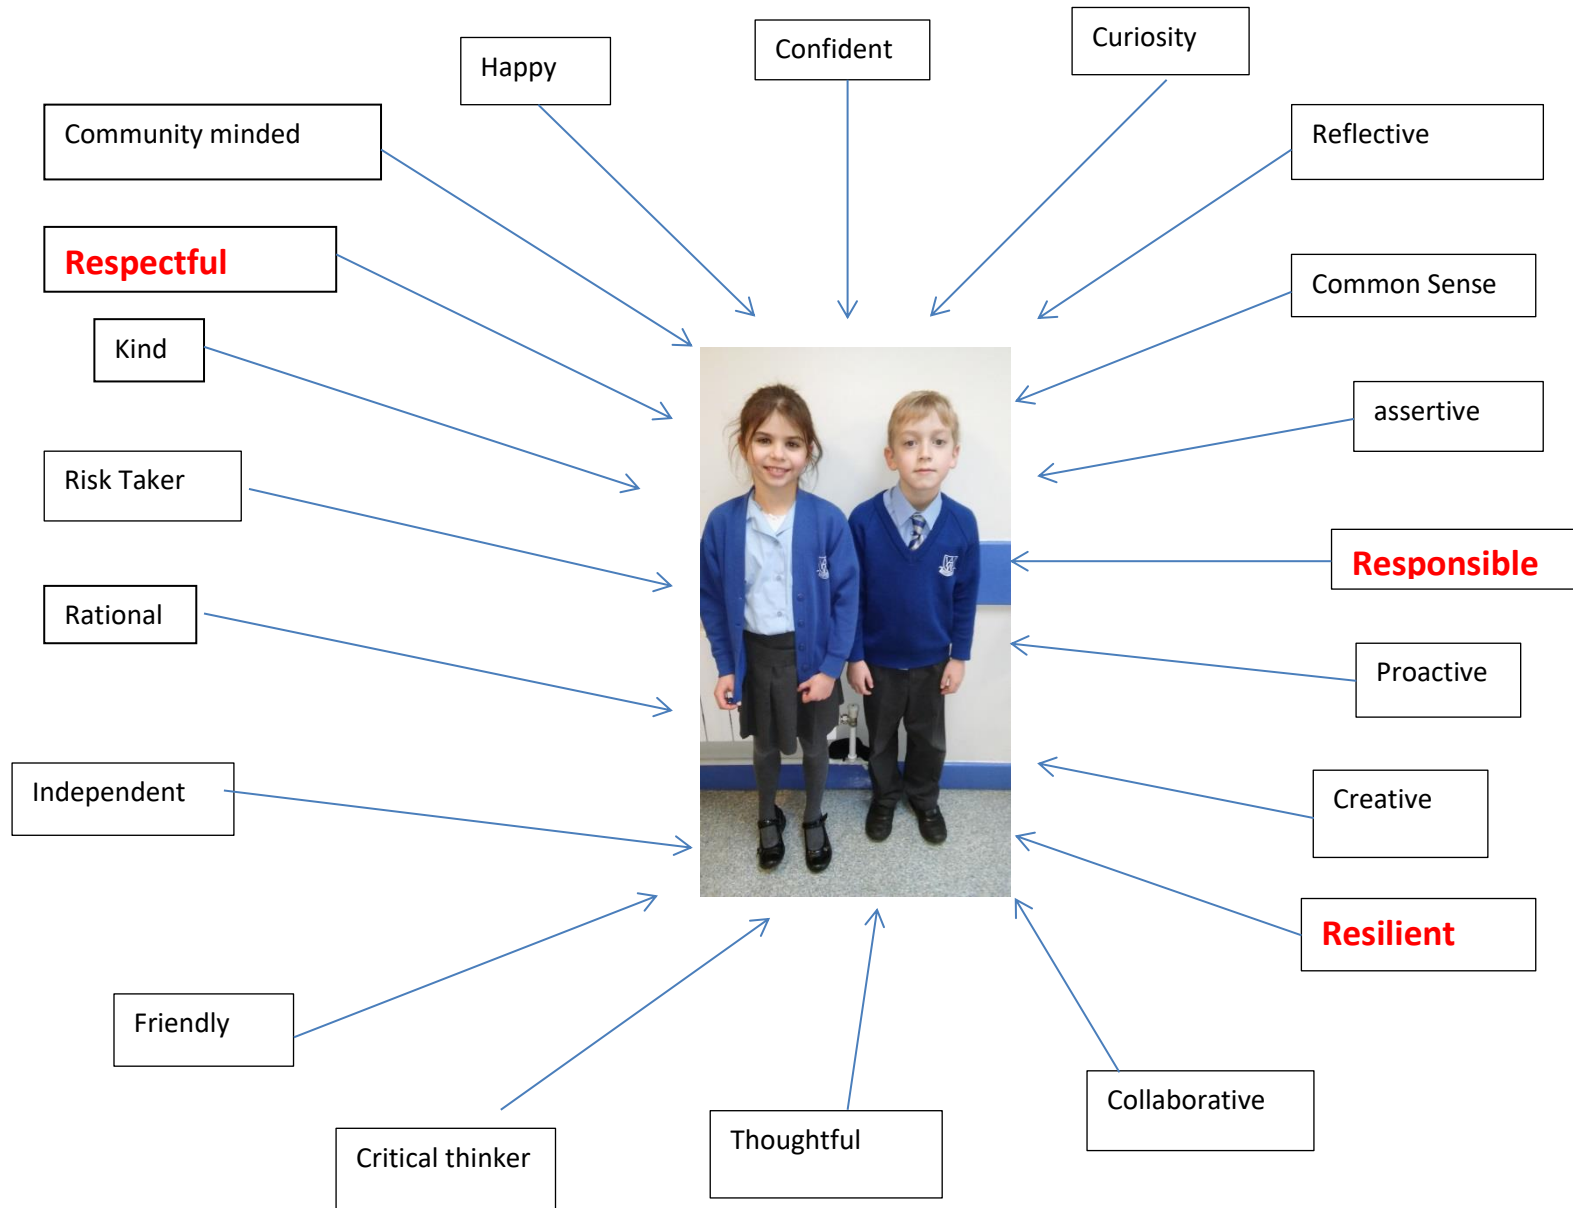 Happy
Confident
Curiosity
Community minded
Reflective
Respectful
Common Sense
Kind
assertive
Risk Taker
Responsible
Rational
Proactive
Independent
Creative
Resilient
Friendly
Collaborative
Critical thinker
Thoughtful